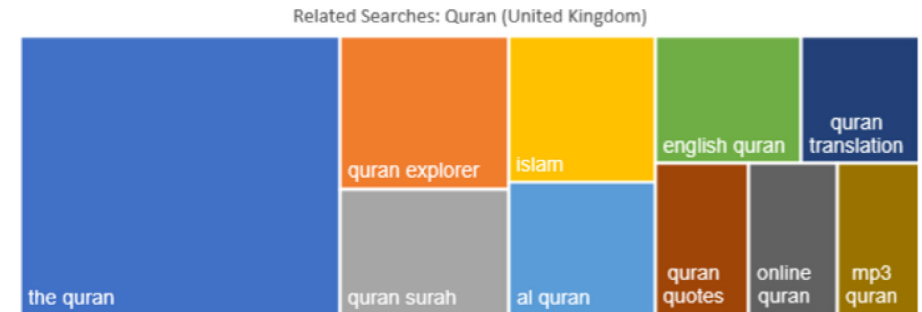 Related Searches: Quran (United Kingdom)
the quran
quran explorer
quran surah
islam
al quran
english quran
quran
translation
quran
quotes
online
quran
mp3
quran